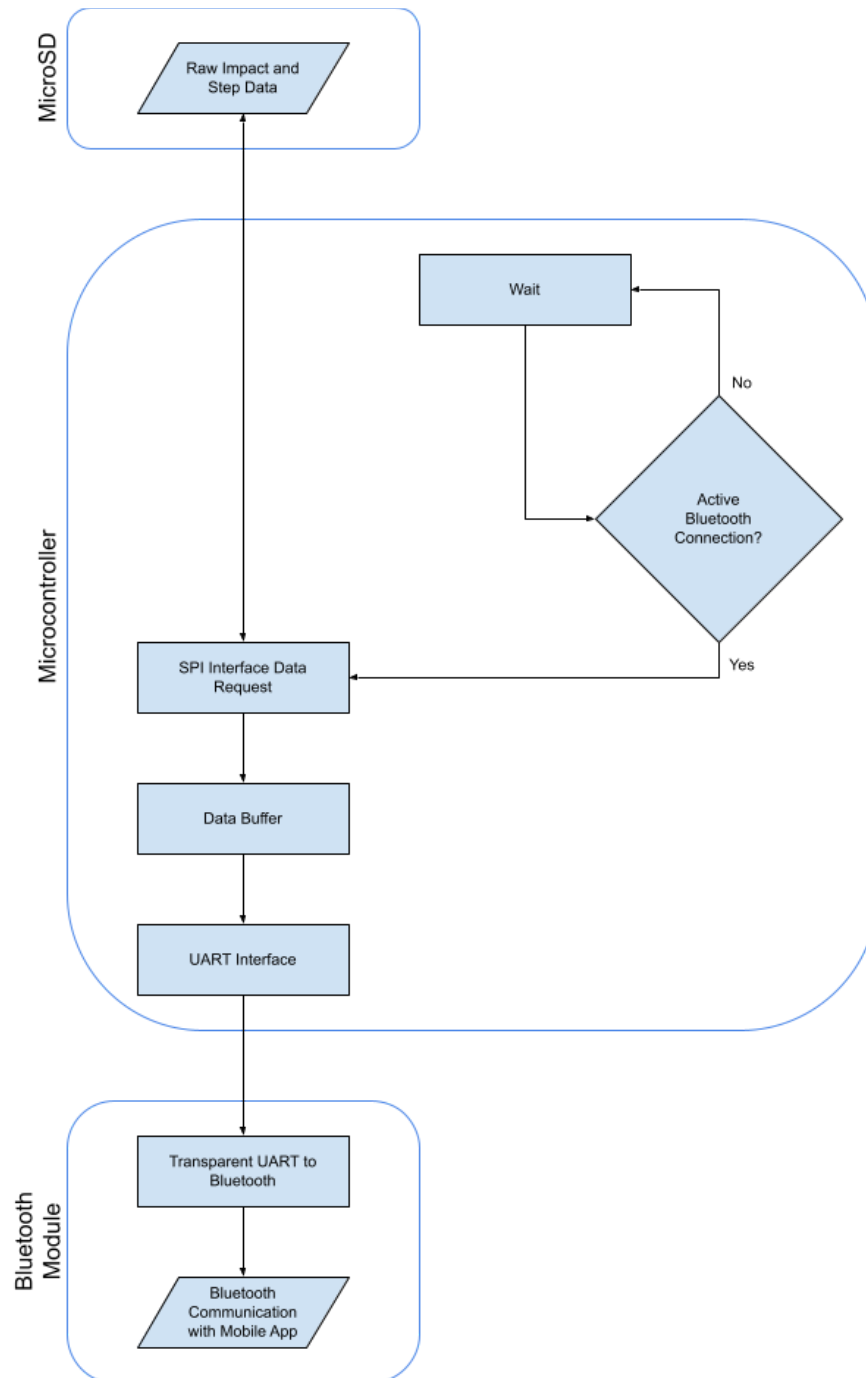 MicroSD
Raw Impact and
Step Data
Microcontroller
Wait
No
Active
Bluetooth
Connection?
Yes
SPI Interface Data
Request
Data Buffer
UART Interface
Bluetooth
Module
Transparent UART to
Bluetooth
Bluetooth
Communication
with Mobile App